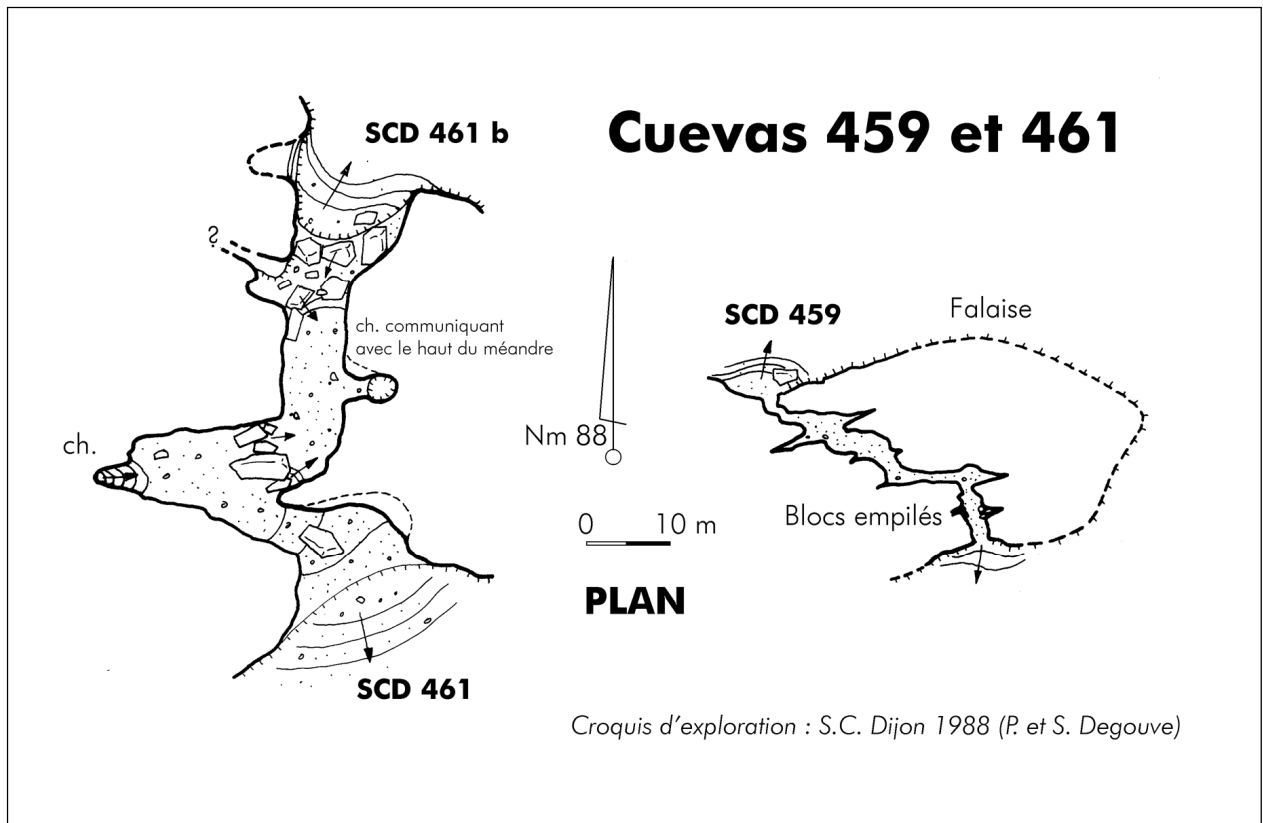 Cuevas 459 et 461
SCD 461 b
?
ch. communiquant
avec le haut du méandre
ch.
SCD 461
Nm 88
0 10 m
PLAN
SCD 459
Falaise
Blocs empilés
Croquis d'exploration : S.C. Dijon 1988 (P. et S. Degouve)